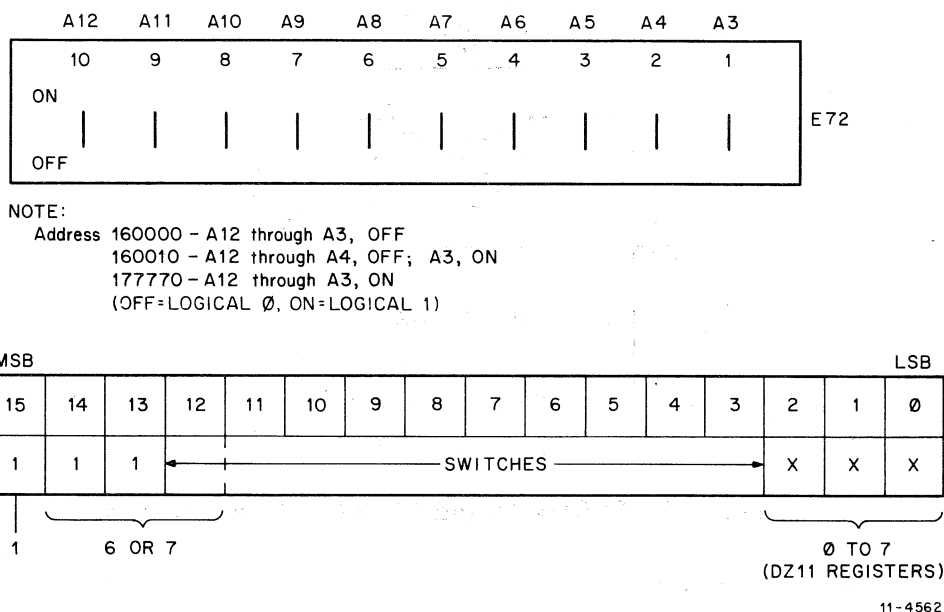 A12 A11 A10 A9 A8 A7 A6 A5 A4 A3
10 9 8 7 6 5 4 3 2 1
ON
E72
OFF
NOTE:
Address 160000 – A12 through A3, OFF
160010 – A12 through A4, OFF; A3, ON
177770 – A12 through A3, ON
(OFF=LOGICAL Ø, ON=LOGICAL 1)
MSB LSB
15 14 13 12 11 10 9 8 7 6 5 4 3 2 1 Ø
1 1 1 SWITCHES X X X
1 6 OR 7 Ø TO 7
(DZ11 REGISTERS)
11-4562